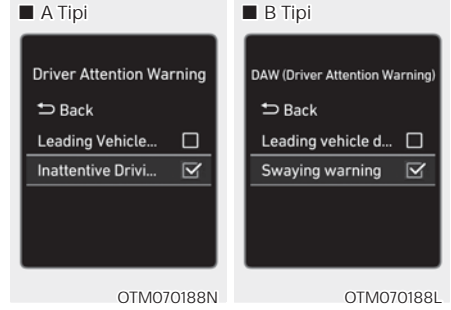 ■ A Tipi
Driver Attention Warning
⮌ Back
Leading Vehicle... ☐
Inattentive Drivi... ☑
OTM070188N
■ B Tipi
DAW (Driver Attention Warning)
⮌ Back
Leading vehicle d... ☐
Swaying warning ☑
OTM070188L